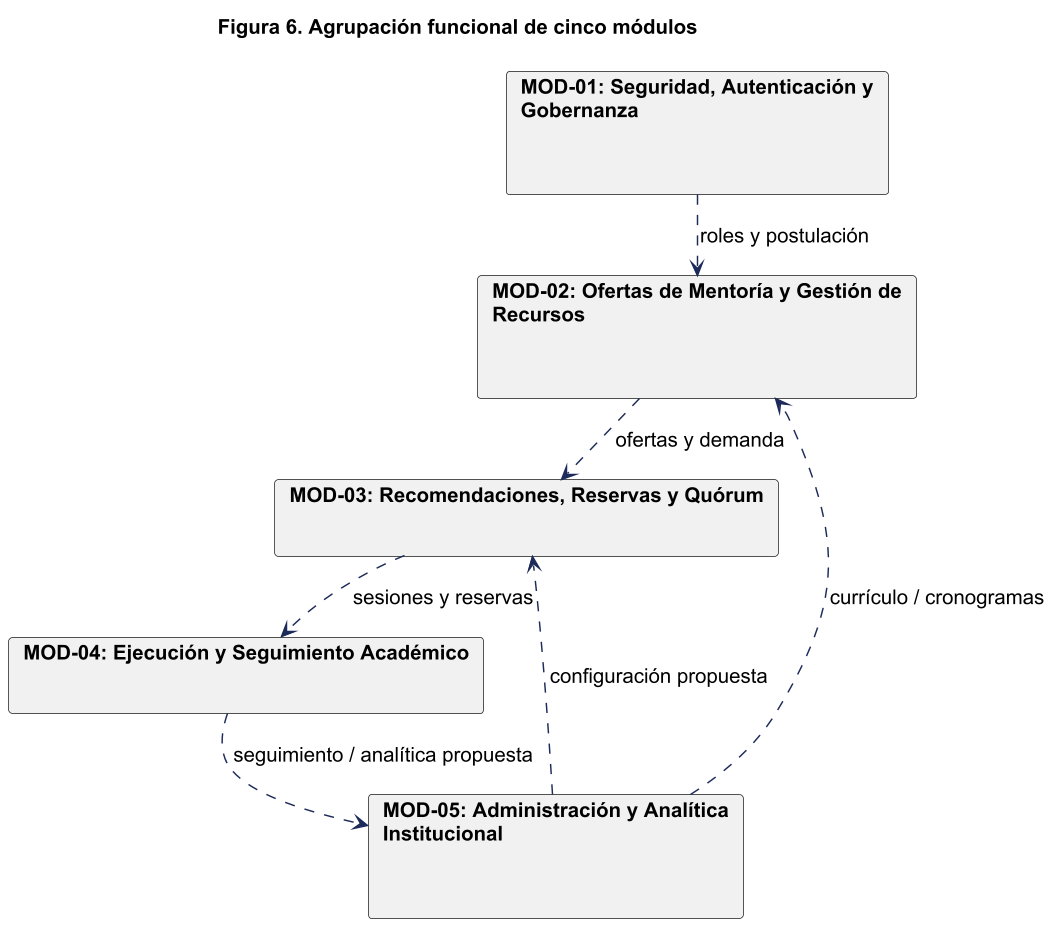 Figura 6. Agrupación funcional de cinco módulos
MOD-01: Seguridad, Autenticación y
Gobernanza
roles y postulación
MOD-02: Ofertas de Mentoría y Gestión de
Recursos
ofertas y demanda
MOD-03: Recomendaciones, Reservas y Quórum
sesiones y reservas
currículo / cronogramas
MOD-04: Ejecución y Seguimiento Académico
configuración propuesta
seguimiento / analítica propuesta
MOD-05: Administración y Analítica
Institucional